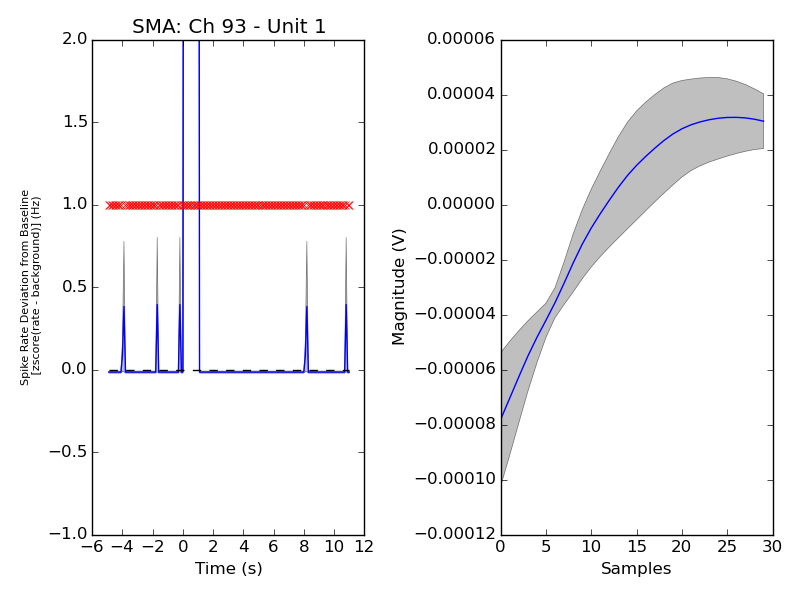 SMA: Ch 93 - Unit 1
2.0
1.5
1.0
0.5
0.0
−0.5
−1.0
−6 −4 −2 0 2 4 6 8 10 12
Time (s)
Spike Rate Deviation from Baseline
[zscore(rate - background)] (Hz)
0.00006
0.00004
0.00002
0.00000
−0.00002
−0.00004
−0.00006
−0.00008
−0.00010
−0.00012
0 5 10 15 20 25 30
Samples
Magnitude (V)